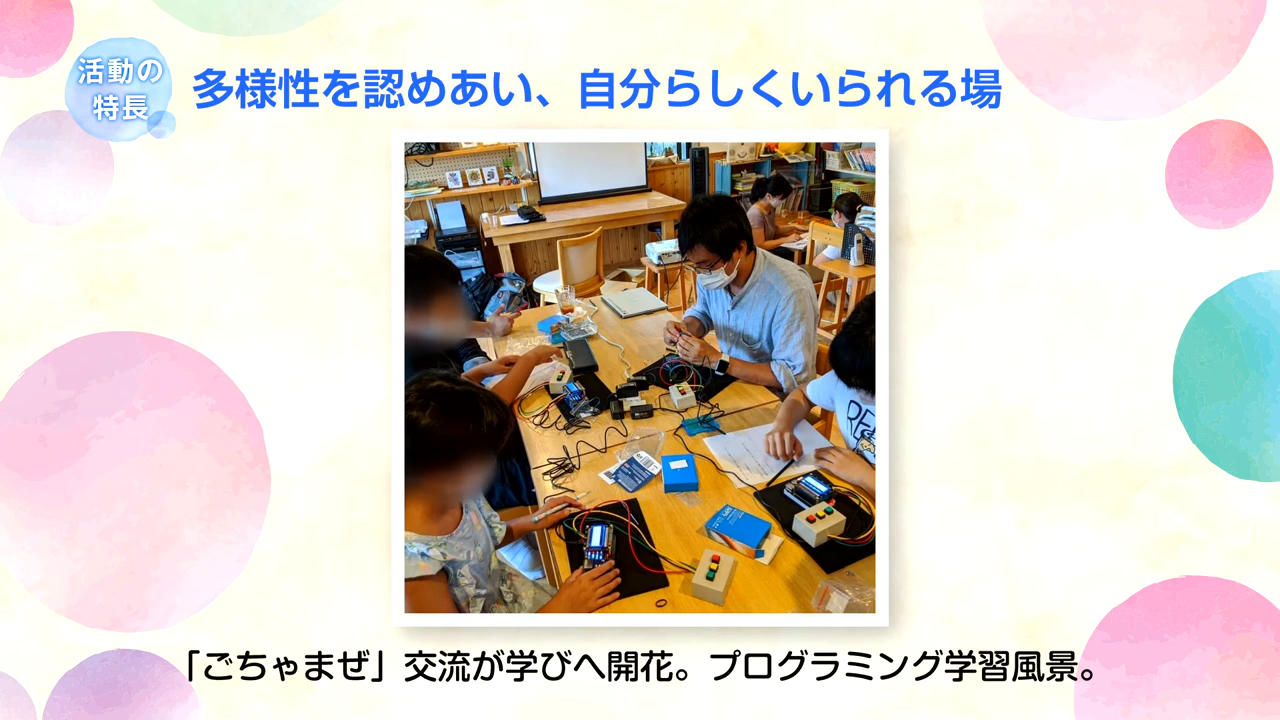 活動の
特長
多様性を認めあい、自分らしくいられる場
「ごちゃまぜ」交流が学びへ開花。プログラミング学習風景。